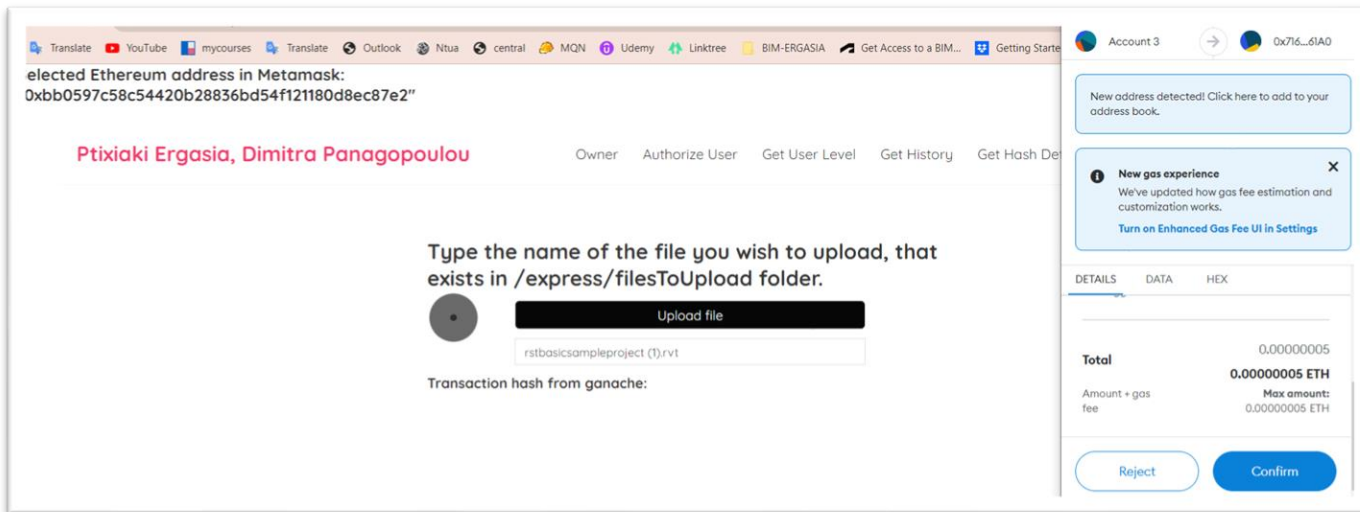 Translate YouTube mycourses Translate Outlook Ntua central MQN Udemy Linktree BIM-ERGASIA Get Access to a BIM... Getting Starte
elected Ethereum address in Metamask:
0xbb0597c58c54420b28836bd54f121180d8ec87e2"
Ptixiaki Ergasia, Dimitra Panagopoulou
Owner Authorize User Get User Level Get History Get Hash Det
Type the name of the file you wish to upload, that
exists in /express/filesToUpload folder.
Upload file
rstbasicsampleproject (1).rvt
Transaction hash from ganache:
Account 3 0x716...61A0
New address detected! Click here to add to your
address book.
New gas experience
We've updated how gas fee estimation and
customization works.
Turn on Enhanced Gas Fee UI in Settings
DETAILS DATA HEX
0.00000005
Total
0.00000005 ETH
Amount + gas
fee
Max amount:
0.00000005 ETH
Reject Confirm